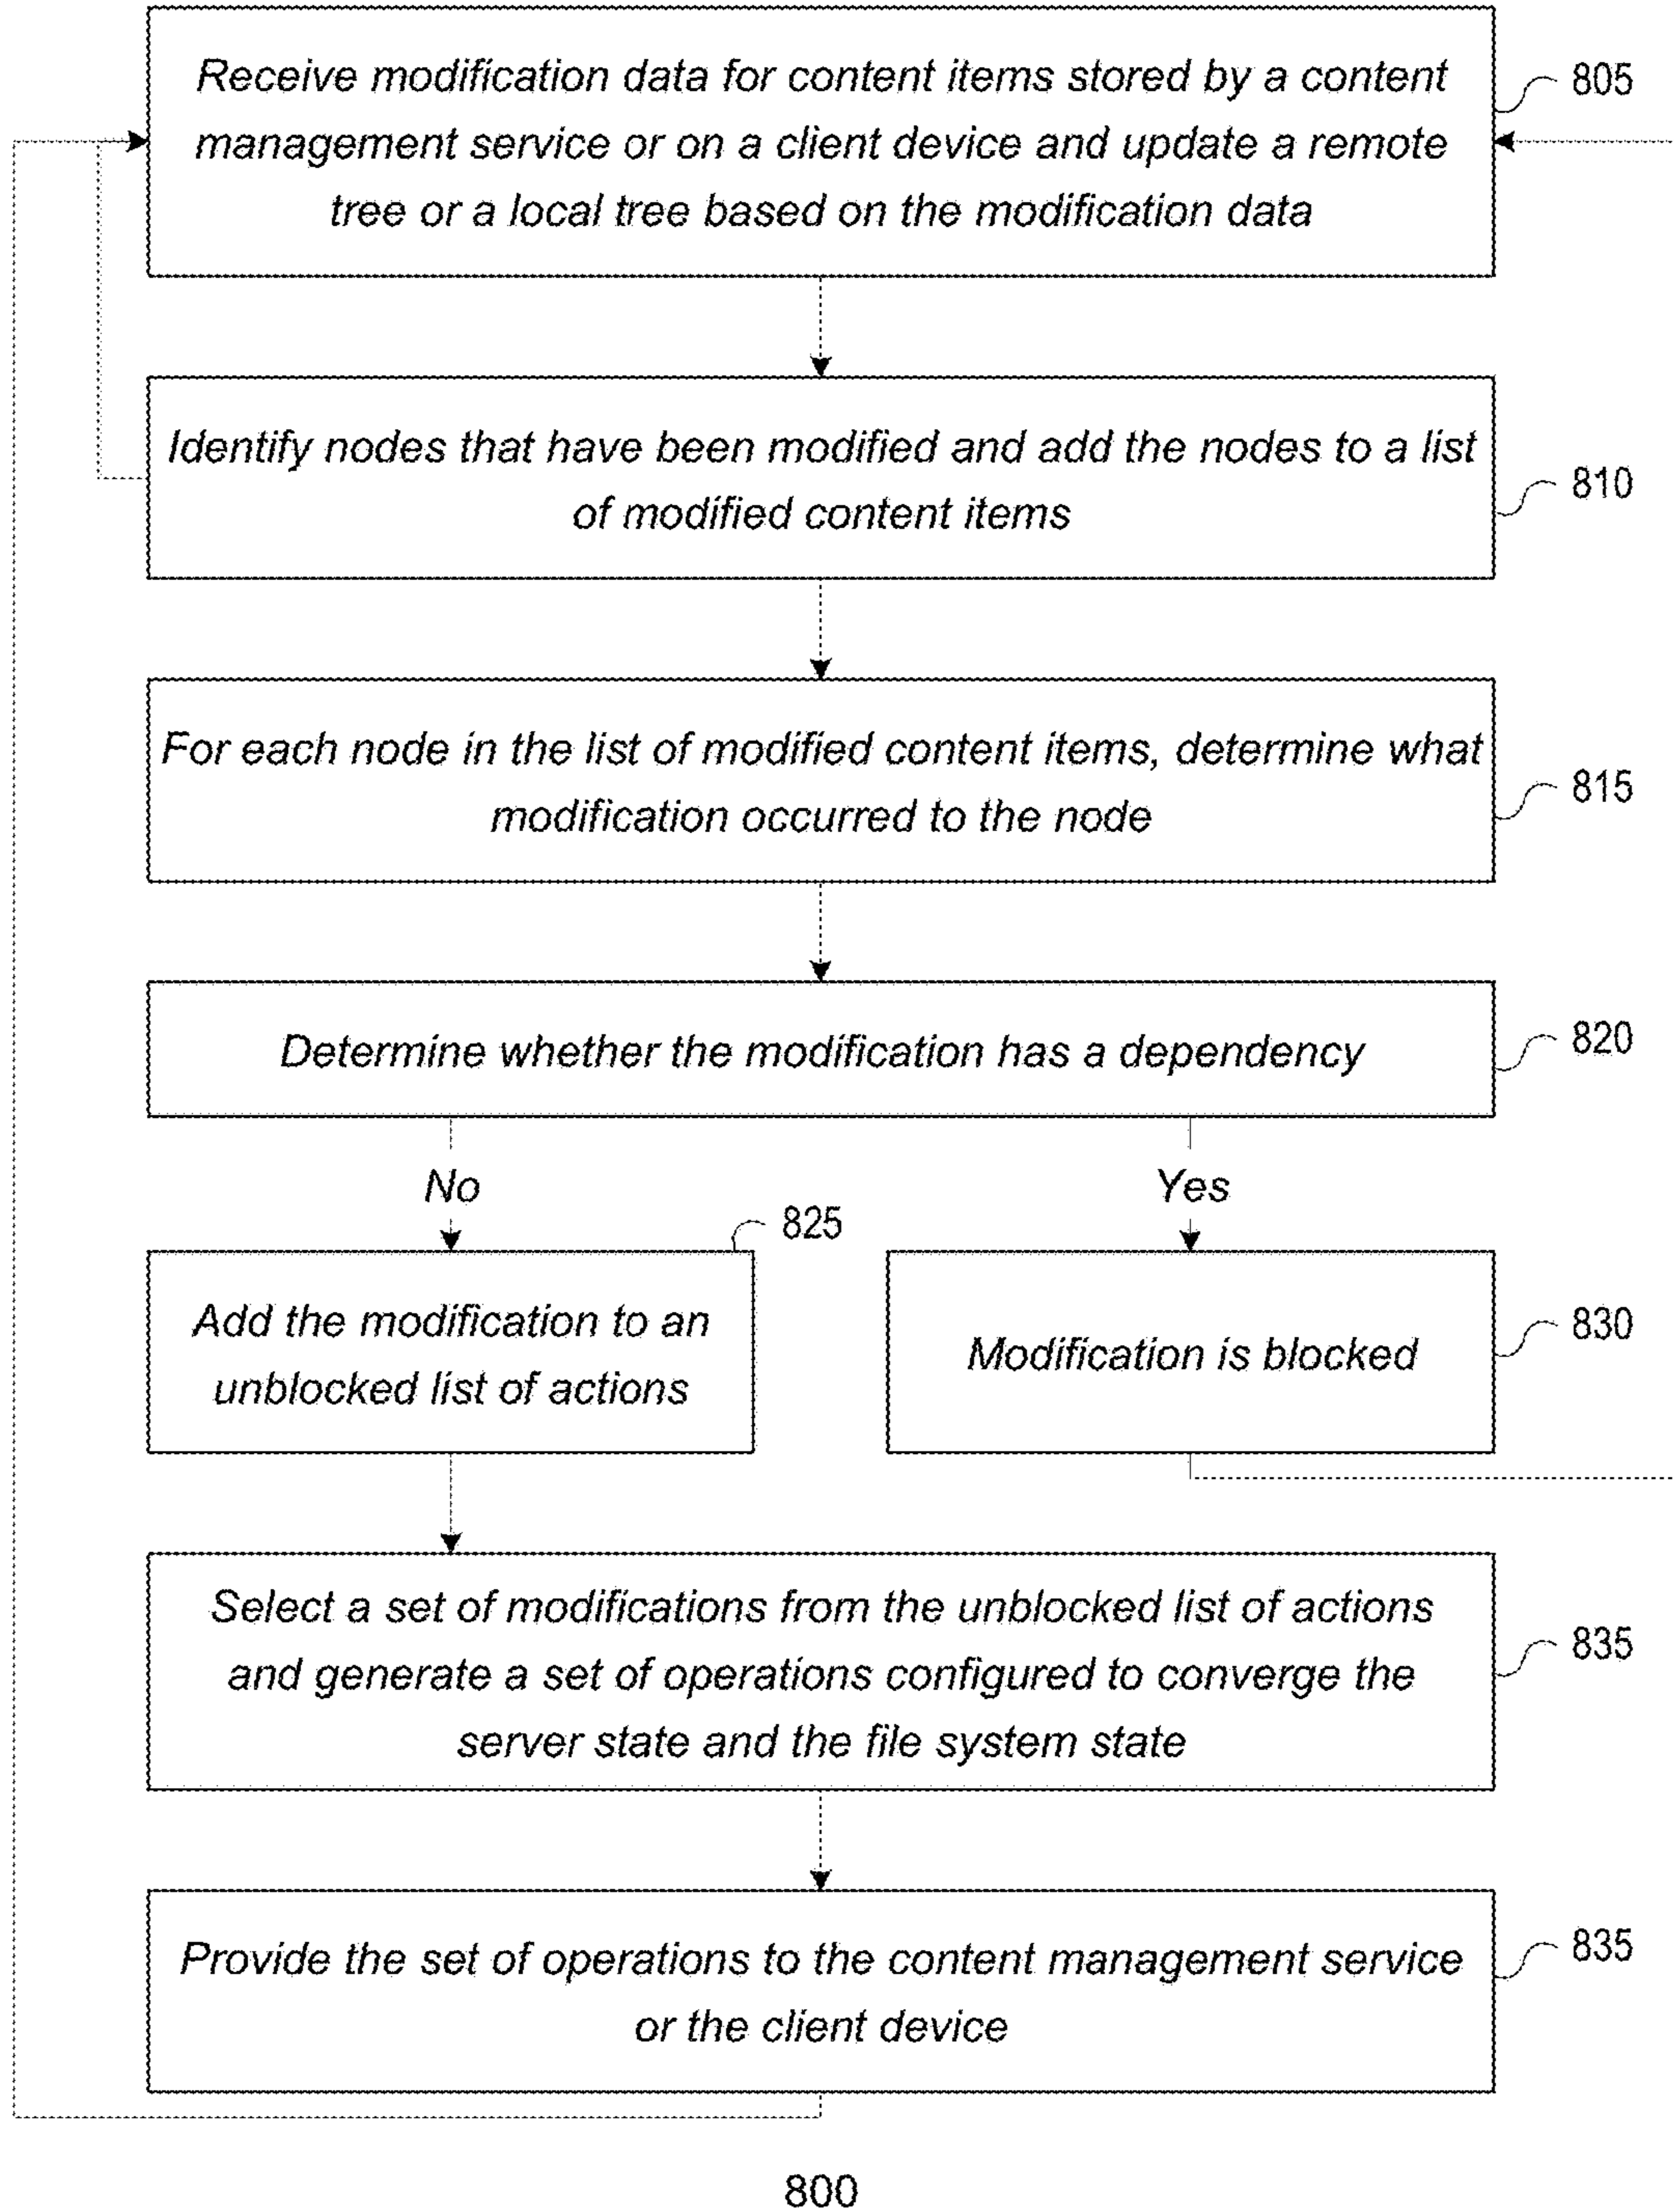 Receive modification data for content items stored by a content
management service or on a client device and update a remote
tree or a local tree based on the modification data
805
Identify nodes that have been modified and add the nodes to a list
of modified content items
810
For each node in the list of modified content items, determine what
modification occurred to the node
815
Determine whether the modification has a dependency
820
No
Yes
825
Add the modification to an
unblocked list of actions
Modification is blocked
830
Select a set of modifications from the unblocked list of actions
and generate a set of operations configured to converge the
server state and the file system state
835
Provide the set of operations to the content management service
or the client device
835
800